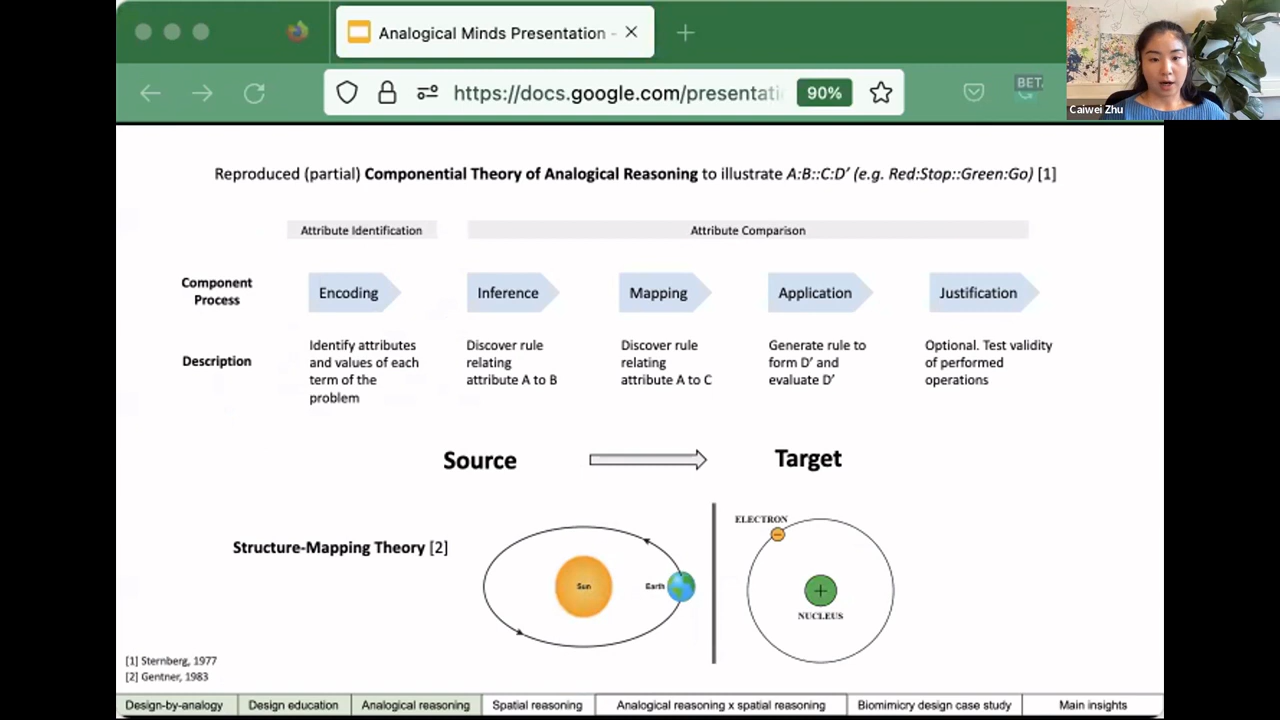 Analogical Minds Presentation -
https://docs.google.com/presentati
90%
BET
Caiwei Zhu
Reproduced (partial) Componential Theory of Analogical Reasoning to illustrate A:B::C:D’ (e.g. Red:Stop::Green:Go) [1]
Attribute Identification
Attribute Comparison
Component
Process
Encoding
Inference
Mapping
Application
Justification
Description
Identify attributes
and values of each
term of the
problem
Discover rule
relating
attribute A to B
Discover rule
relating
attribute A to C
Generate rule to
form D’ and
evaluate D’
Optional. Test validity
of performed
operations
Source
Target
Structure-Mapping Theory [2]
Sun
Earth
ELECTRON
NUCLEUS
[1] Sternberg, 1977
[2] Gentner, 1983
Design-by-analogy
Design education
Analogical reasoning
Spatial reasoning
Analogical reasoning x spatial reasoning
Biomimicry design case study
Main insights